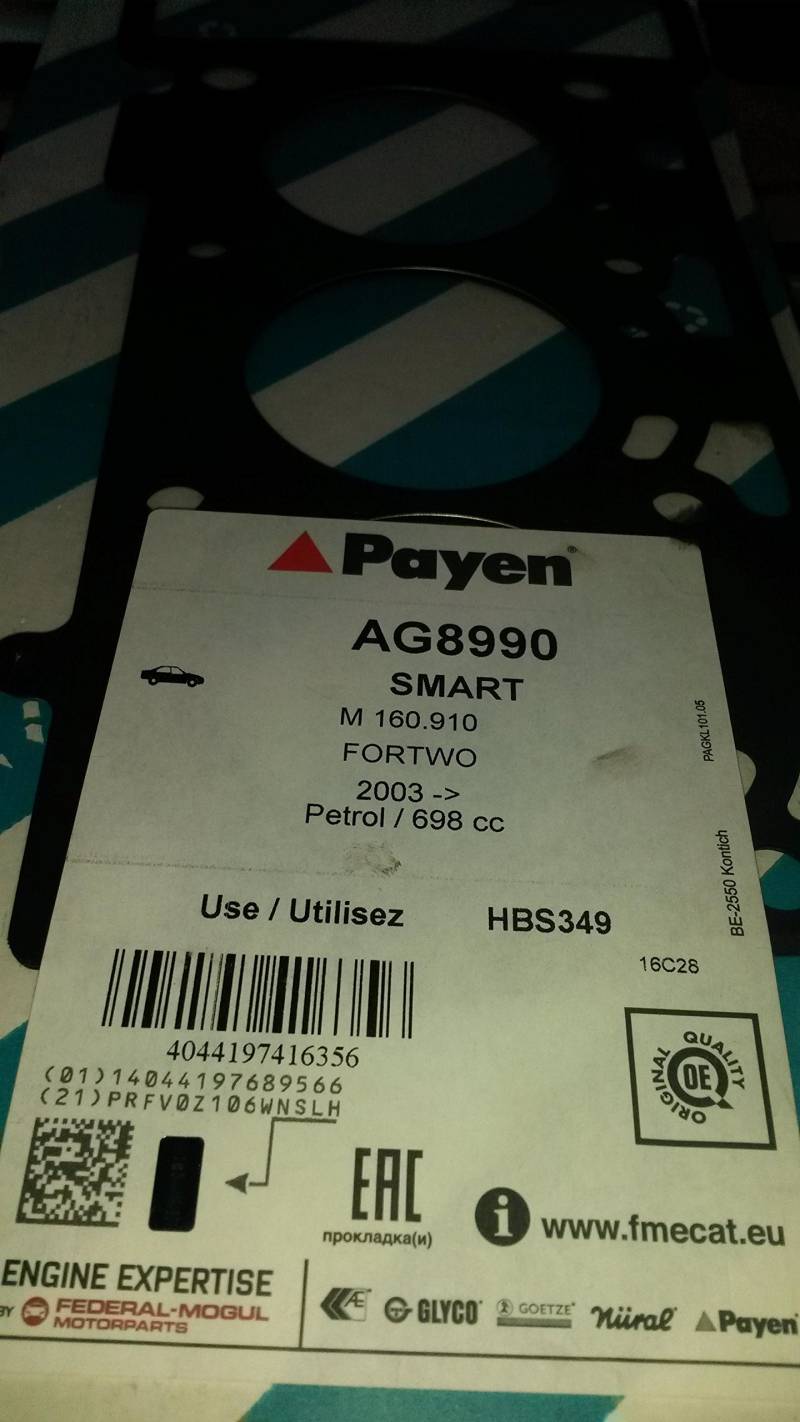 Payen®
AG8990
SMART
M 160.910
FORTWO
2003 ->
Petrol / 698 cc
PAGKL101.05
BE-2550 Kontich
Use / Utilisez HBS349
16C28
4044197416356
(01)14044197689566
(21)PRFV0Z106WNSLH
ORIGINAL QUALITY
OE
EAC
прокладка(и)
i www.fmecat.eu
ENGINE EXPERTISE
BY FEDERAL-MOGUL
MOTORPARTS
AE GLYCO® GOETZE® Nüral® Payen